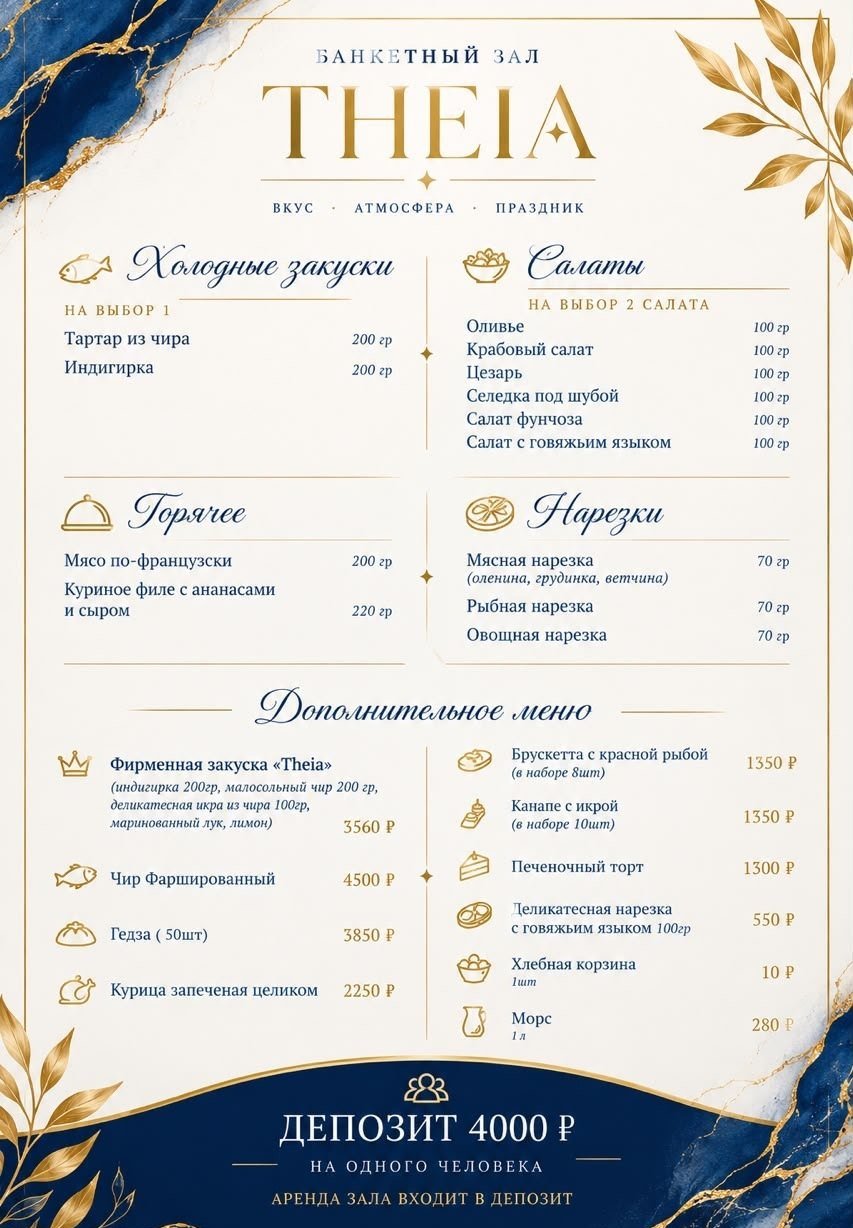 БАНКЕТНЫЙ ЗАЛ
THEIA
ВКУС · АТМОСФЕРА · ПРАЗДНИК
Холодные закуски
НА ВЫБОР 1
Тартар из чира 200 гр
Индигирка 200 гр
Салаты
НА ВЫБОР 2 САЛАТА
Оливье 100 гр
Крабовый салат 100 гр
Цезарь 100 гр
Селедка под шубой 100 гр
Салат фунчоза 100 гр
Салат с говяжьим языком 100 гр
Горячее
Мясо по-французски 200 гр
Куриное филе с ананасами
и сыром 220 гр
Нарезки
Мясная нарезка 70 гр
(оленина, грудинка, ветчина)
Рыбная нарезка 70 гр
Овощная нарезка 70 гр
Дополнительное меню
Фирменная закуска «Theia»
(индигирка 200гр, малосольный чир 200 гр,
деликатесная икра из чира 100гр,
маринованный лук, лимон) 3560 ₽
Чир Фаршированный 4500 ₽
Гедза ( 50шт) 3850 ₽
Курица запеченая целиком 2250 ₽
Брускетта с красной рыбой 1350 ₽
(в наборе 8шт)
Канапе с икрой 1350 ₽
(в наборе 10шт)
Печеночный торт 1300 ₽
Деликатесная нарезка 550 ₽
с говяжьим языком 100гр
Хлебная корзина 10 ₽
1шт
Морс 280 ₽
1 л
ДЕПОЗИТ 4000 ₽
НА ОДНОГО ЧЕЛОВЕКА
АРЕНДА ЗАЛА ВХОДИТ В ДЕПОЗИТ